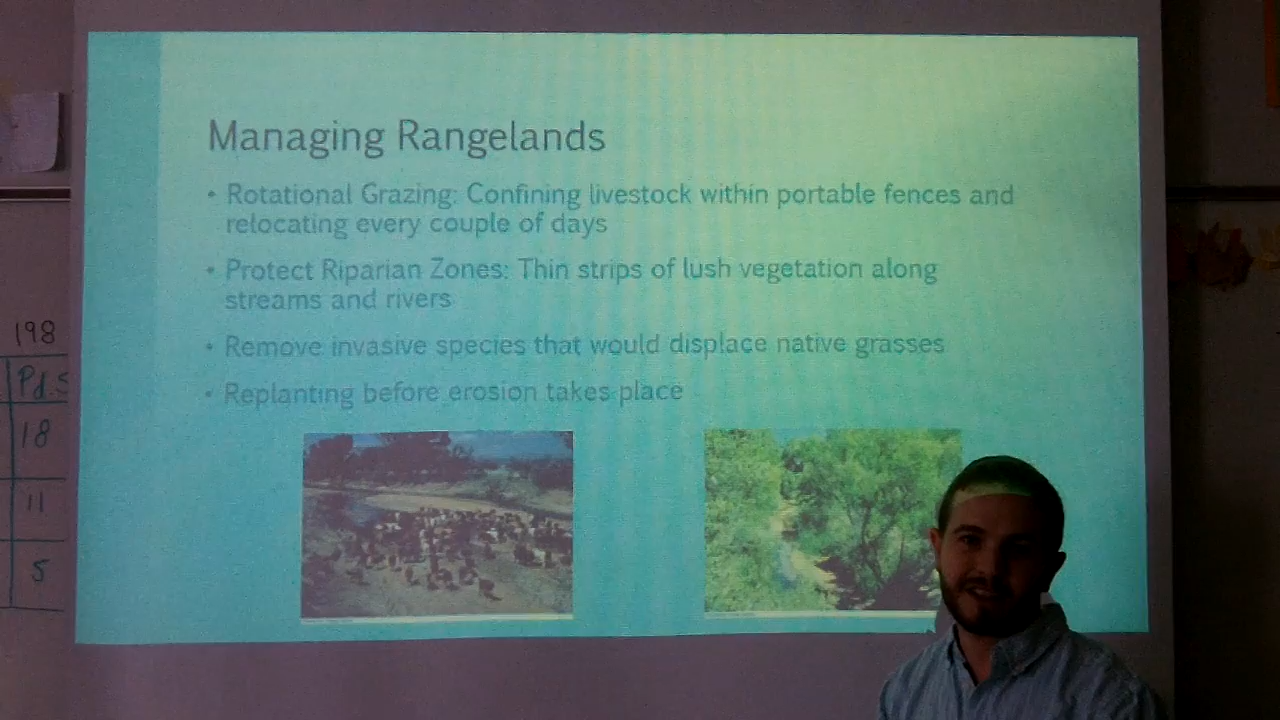 Managing Rangelands
• Rotational Grazing: Confining livestock within portable fences and
relocating every couple of days
• Protect Riparian Zones: Thin strips of lush vegetation along
streams and rivers
• Remove invasive species that would displace native grasses
• Replanting before erosion takes place
198
Pd.5
18
11
5